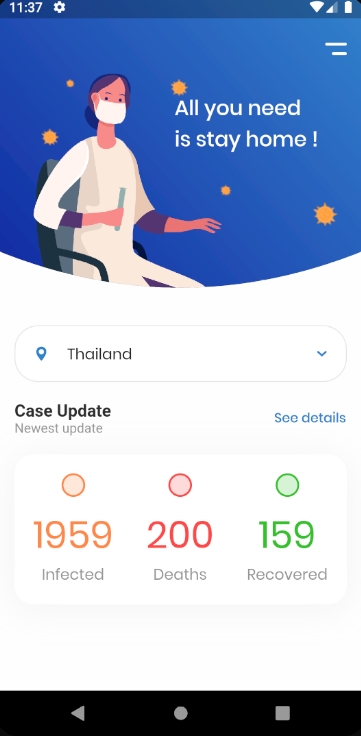 11:37
All you need
is stay home !
Thailand
Case Update
Newest update
See details
1959 200 159
Infected Deaths Recovered